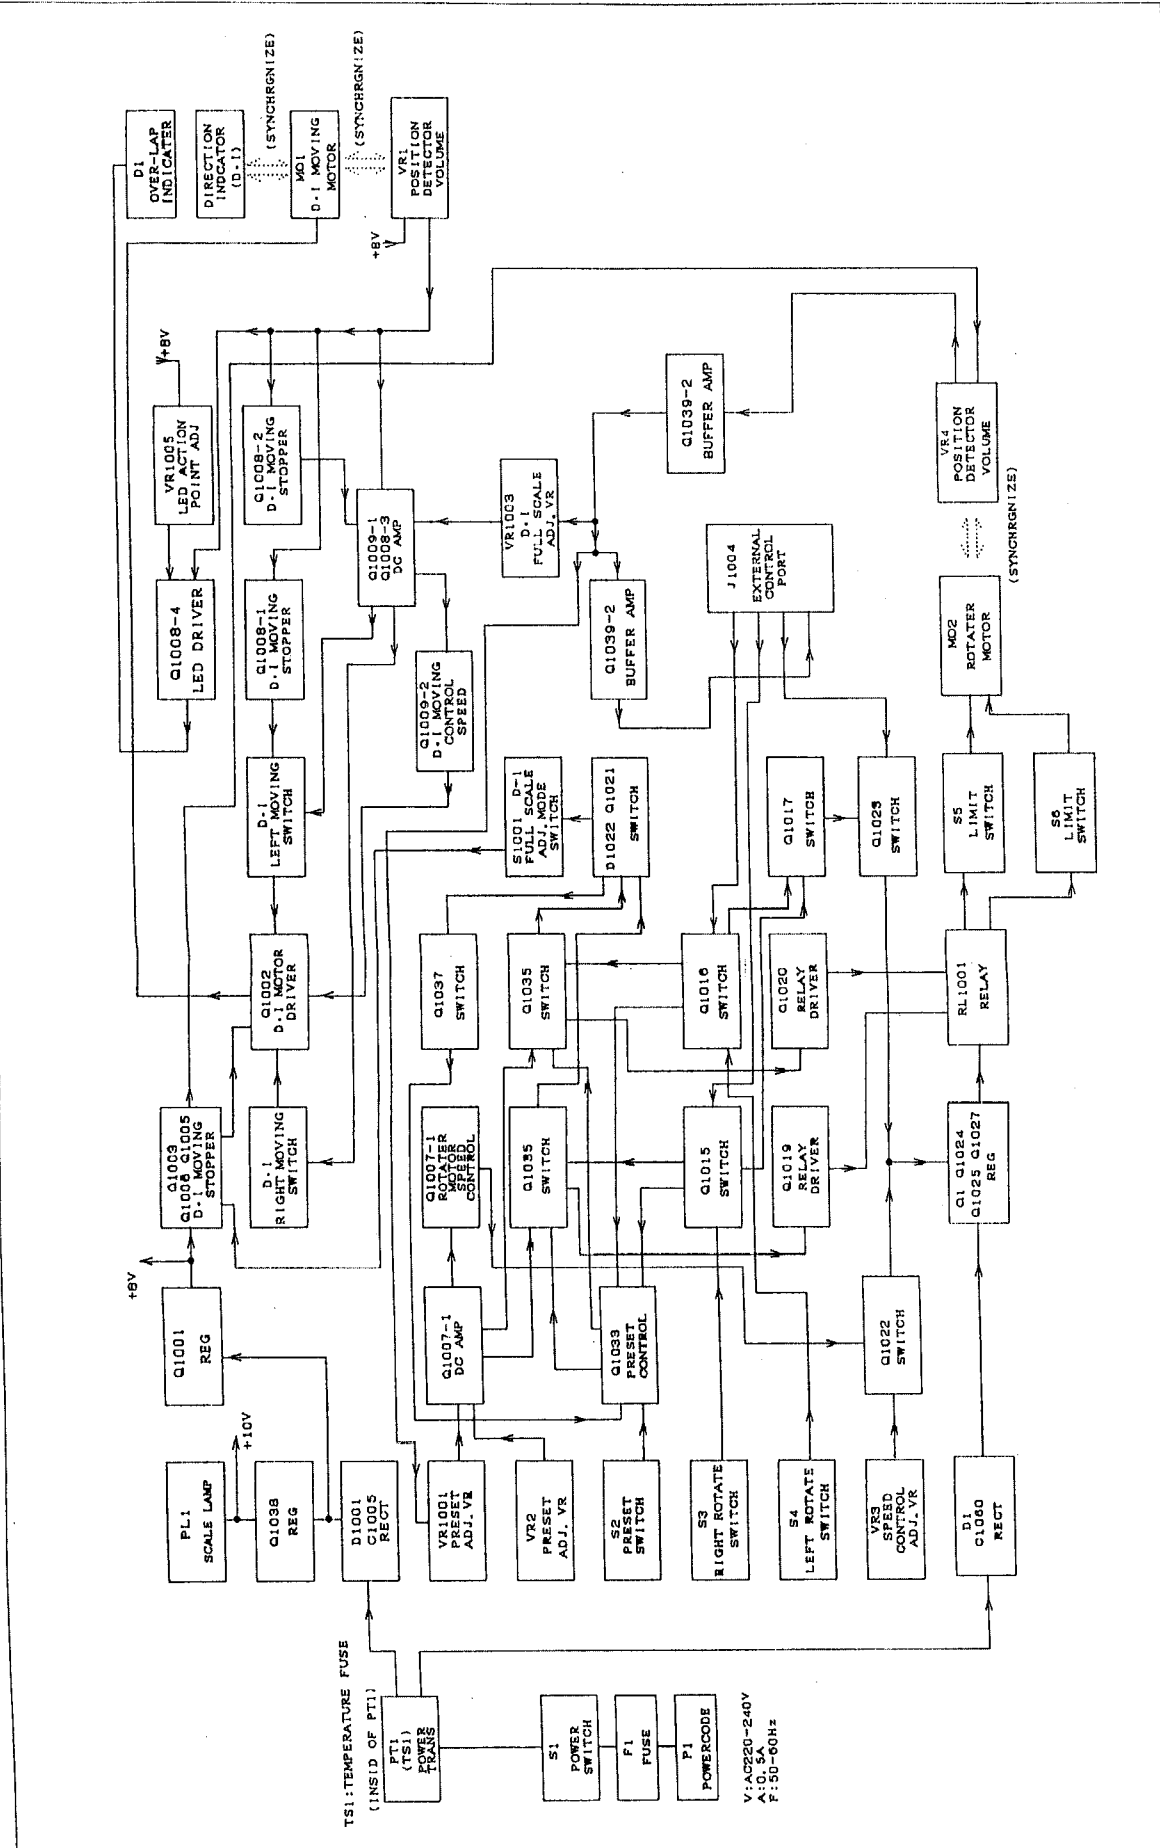 TS1:TEMPERATURE FUSE
(INSID OF PT1)
PT1
(TS1)
POWER
TRANS
S1
POWER
SWITCH
F1
FUSE
P1
POWERCODE
V:AC220-240V
A:0.5A
F:50-60Hz
PL1
SCALE LAMP
+10V
Q1038
REG
D1001
C1005
RECT
VR1001
PRESET
ADJ.VR
VR2
PRESET
ADJ.VR
S2
PRESET
SWITCH
S3
RIGHT ROTATE
SWITCH
S4
LEFT ROTATE
SWITCH
VR3
SPEED
CONTROL
ADJ.VR
D1
C1060
RECT
+8V
Q1001
REG
Q1007-1
DC AMP
Q1033
PRESET
CONTROL
Q1022
SWITCH
Q1003
Q1006 Q1005
D-I MOVING
STOPPER
D-I
RIGHT MOVING
SWITCH
Q1007-1
ROTATER
MOTOR
SPEED
CONTROL
Q1035
SWITCH
Q1015
SWITCH
Q1019
RELAY
DRIVER
Q1 Q1024
Q1025 Q1027
REG
Q1002
D-I MOTOR
DRIVER
Q1037
SWITCH
Q1035
SWITCH
Q1016
SWITCH
Q1020
RELAY
DRIVER
RL1001
RELAY
D-I
LEFT MOVING
SWITCH
S1001 D-I
FULL SCALE
ADJ. MODE
SWITCH
D1022 Q1021
SWITCH
Q1017
SWITCH
Q1023
SWITCH
S5
LIMIT
SWITCH
S6
LIMIT
SWITCH
Q1008-4
LED DRIVER
Q1008-1
D-I MOVING
STOPPER
Q1009-2
D-I MOVING
CONTROL
SPEED
Q1039-2
BUFFER AMP
J1004
EXTERNAL
CONTROL
PORT
MO2
ROTATER
MOTOR
(SYNCHRGNIZE)
VR1005
LED ACTION
POINT ADJ
+8V
Q1008-2
D-I MOVING
STOPPER
Q1009-1
Q1008-3
DC AMP
VR1003
D-I
FULL SCALE
ADJ.VR
Q1039-2
BUFFER AMP
VR4
POSITION
DETECTOR
VOLUME
D1
OVER-LAP
INDICATER
DIRECTION
INDCATOR
(D-I)
(SYNCHRGNIZE)
MO1
D-I MOVING
MOTOR
(SYNCHRGNIZE)
VR1
POSITION
DETECTOR
VOLUME
+8V